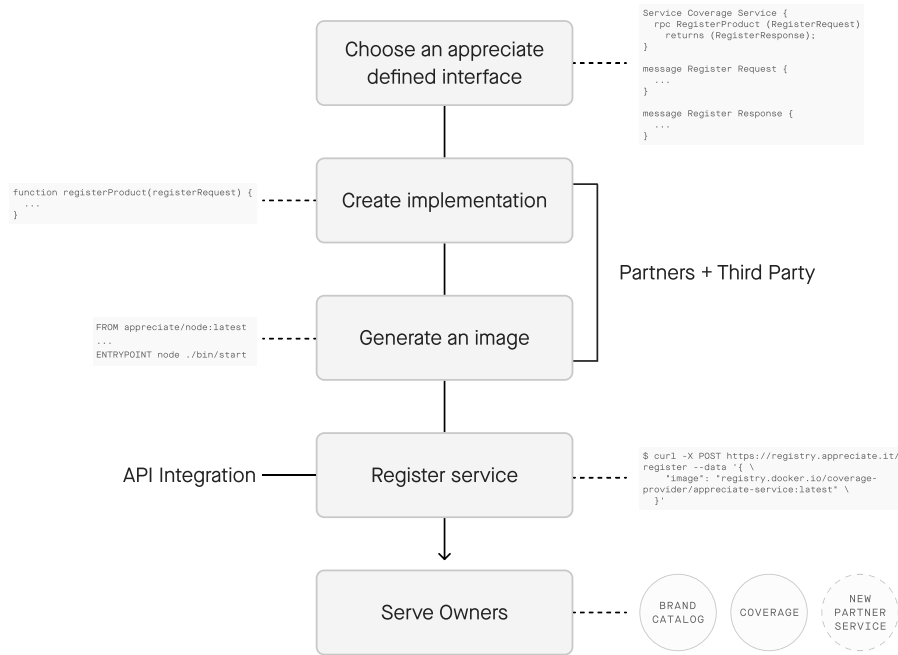 Choose an appreciate
defined interface
Service Coverage Service {
  rpc RegisterProduct (RegisterRequest)
    returns (RegisterResponse);
}
message Register Request {
  ...
}
message Register Response {
  ...
}
function registerProduct(registerRequest) {
  ...
}
Create implementation
Partners + Third Party
FROM appreciate/node:latest
...
ENTRYPOINT node ./bin/start
Generate an image
API Integration
Register service
$ curl -X POST https://registry.appreciate.it/
register --data '{ \
    "image": "registry.docker.io/coverage-
provider/appreciate-service:latest" \
  }'
Serve Owners
BRAND
CATALOG
COVERAGE
NEW
PARTNER
SERVICE